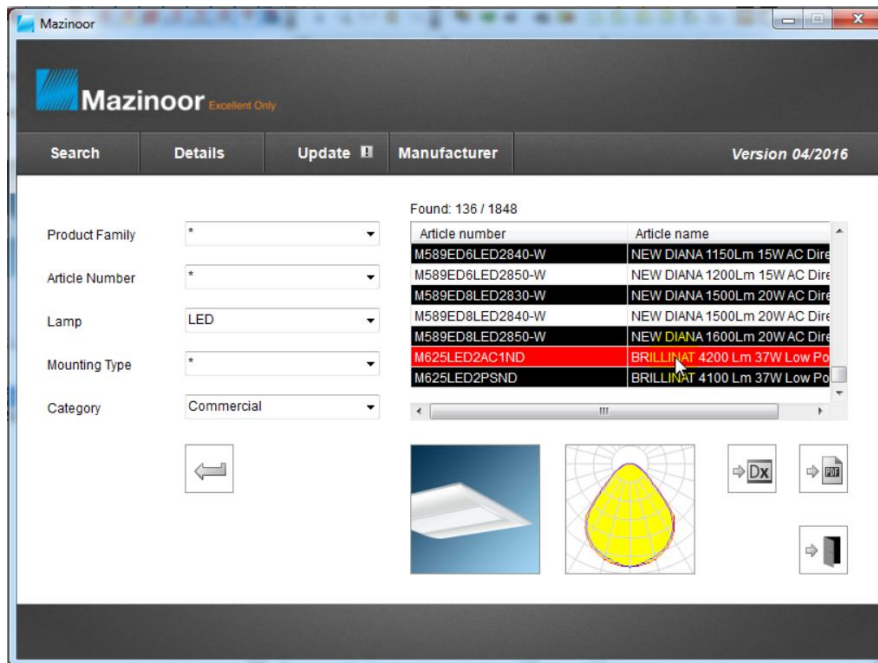 Mazinoor
Mazinoor Excellent Only
Search Details Update ! Manufacturer Version 04/2016
Found: 136 / 1848
Product Family *
Article Number *
Lamp LED
Mounting Type *
Category Commercial
Article number Article name
M589ED6LED2840-W NEW DIANA 1150Lm 15W AC Dire
M589ED6LED2850-W NEW DIANA 1200Lm 15W AC Dire
M589ED8LED2830-W NEW DIANA 1500Lm 20W AC Dire
M589ED8LED2840-W NEW DIANA 1500Lm 20W AC Dire
M589ED8LED2850-W NEW DIANA 1600Lm 20W AC Dire
M625LED2AC1ND BRILLINAT 4200 Lm 37W Low Po
M625LED2PSND BRILLINAT 4100 Lm 37W Low Po
Dx PDF